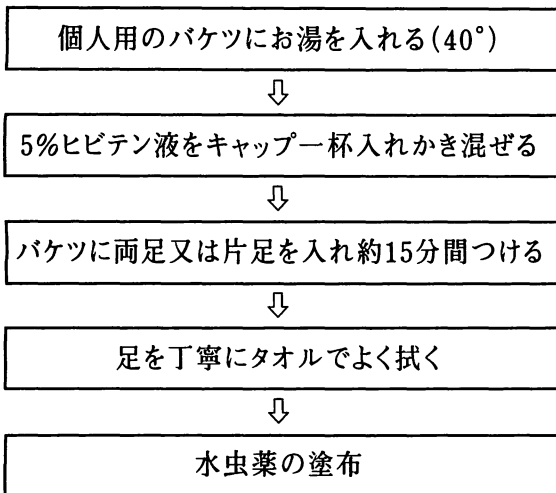 個人用のバケツにお湯を入れる(40°)
⇩
5%ヒビテン液をキャップ一杯入れかき混ぜる
⇩
バケツに両足又は片足を入れ約15分間つける
⇩
足を丁寧にタオルでよく拭く
⇩
水虫薬の塗布